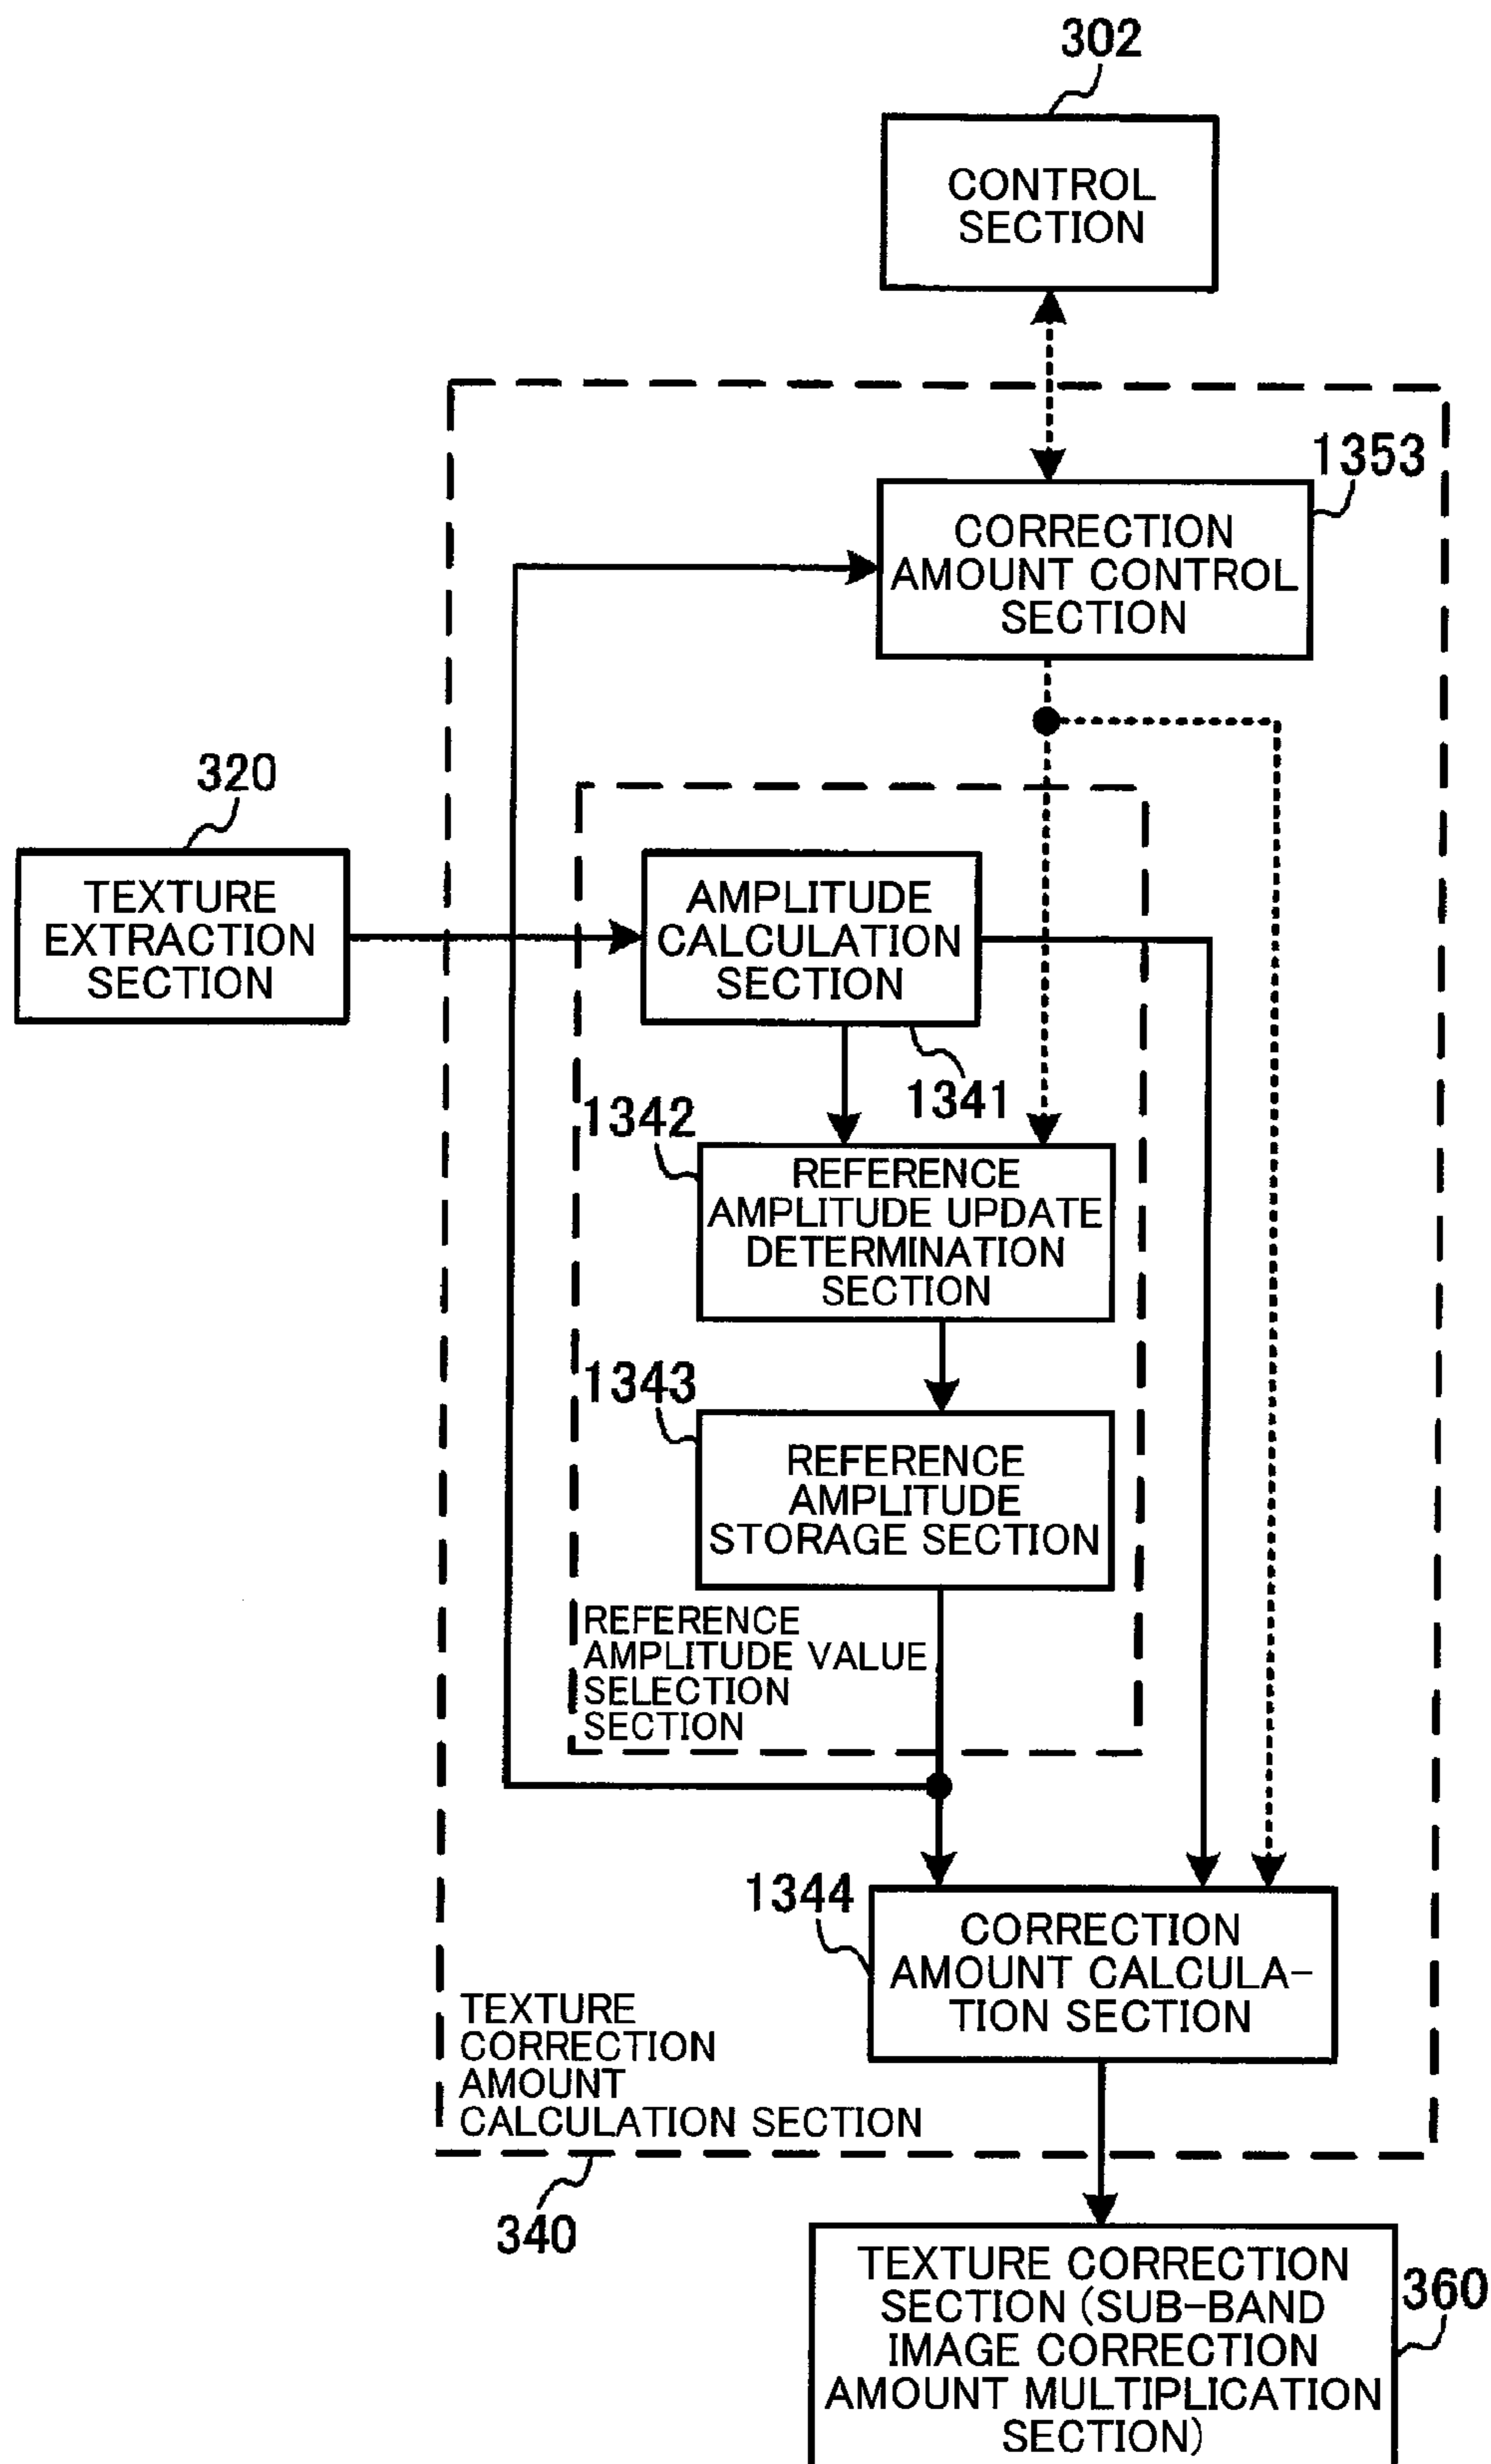 302
CONTROL
SECTION
1353
CORRECTION
AMOUNT CONTROL
SECTION
320
TEXTURE
EXTRACTION
SECTION
AMPLITUDE
CALCULATION
SECTION
1341
1342
REFERENCE
AMPLITUDE UPDATE
DETERMINATION
SECTION
1343
REFERENCE
AMPLITUDE
STORAGE SECTION
REFERENCE
AMPLITUDE VALUE
SELECTION
SECTION
1344
CORRECTION
AMOUNT CALCULA-
TION SECTION
TEXTURE
CORRECTION
AMOUNT
CALCULATION SECTION
340
TEXTURE CORRECTION
SECTION (SUB-BAND
IMAGE CORRECTION
AMOUNT MULTIPLICATION
SECTION)
360